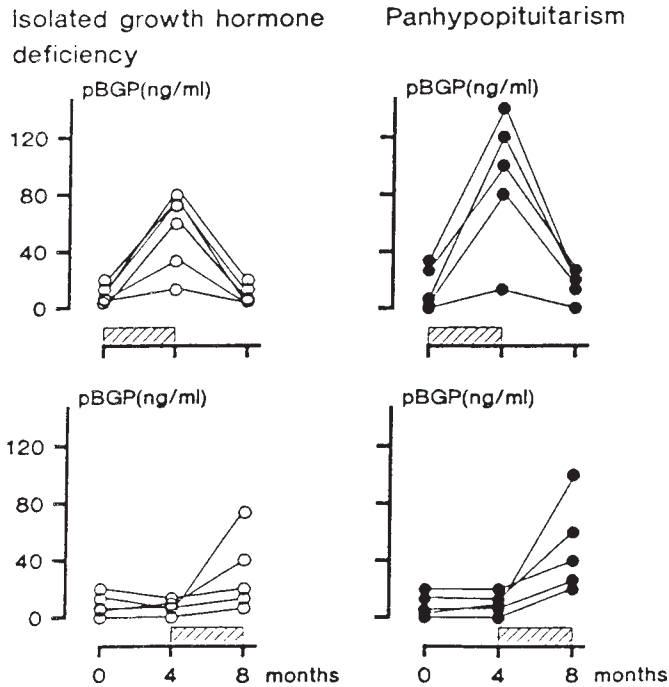 Isolated growth hormone
deficiency
Panhypopituitarism
pBGP(ng/ml)
120
80
40
0
pBGP(ng/ml)
pBGP(ng/ml)
120
80
40
0
0 4 8 months
pBGP(ng/ml)
0 4 8 months